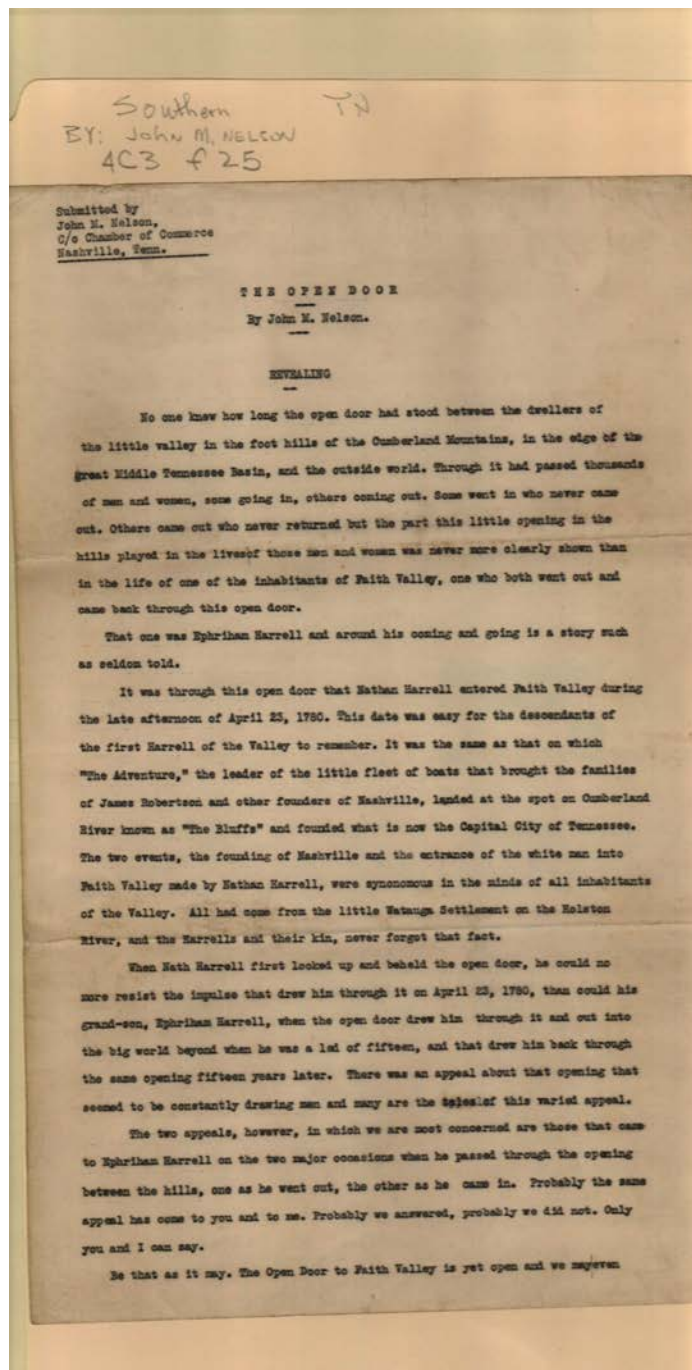 Southern TN
BY: John M. NELSON
4C3 f 25
Submitted by
John M. Nelson,
C/o Chamber of Commerce
Nashville, Tenn.
THE OPEN DOOR
By John M. Nelson.
REVEALING
No one knew how long the open door had stood between the dwellers of
the little valley in the foot hills of the Cumberland Mountains, in the edge of the
great Middle Tennessee Basin, and the outside world. Through it had passed thousands
of men and women, some going in, others coming out. Some went in who never came
out. Others came out who never returned but the part this little opening in the
hills played in the livesof those men and women was never more clearly shown than
in the life of one of the inhabitants of Faith Valley, one who both went out and
came back through this open door.
That one was Ephriham Harrell and around his coming and going is a story such
as seldom told.
It was through this open door that Nathan Harrell entered Faith Valley during
the late afternoon of April 23, 1780. This date was easy for the descendants of
the first Harrell of the Valley to remember. It was the same as that on which
"The Adventure," the leader of the little fleet of boats that brought the families
of James Robertson and other founders of Nashville, landed at the spot on Cumberland
River known as "The Bluffs" and founded what is now the Capital City of Tennessee.
The two events, the founding of Nashville and the entrance of the white man into
Faith Valley made by Nathan Harrell, were synonomous in the minds of all inhabitants
of the Valley. All had come from the little Watauga Settlement on the Holston
River, and the Harrells and their kin, never forgot that fact.
When Nath Harrell first looked up and beheld the open door, he could no
more resist the impulse that drew him through it on April 23, 1780, than could his
grand-son, Ephriham Harrell, when the open door drew him through it and out into
the big world beyond when he was a lad of fifteen, and that drew him back through
the same opening fifteen years later. There was an appeal about that opening that
seemed to be constantly drawing men and many are the of this varied appeal.
The two appeals, however, in which we are most concerned are those that came
to Ephriham Harrell on the two major occasions when he passed through the opening
between the hills, one as he went out, the other as he came in. Probably the same
appeal has come to you and to me. Probably we answered, probably we did not. Only
you and I can say.
Be that as it may. The Open Door to Faith Valley is yet open and we may even